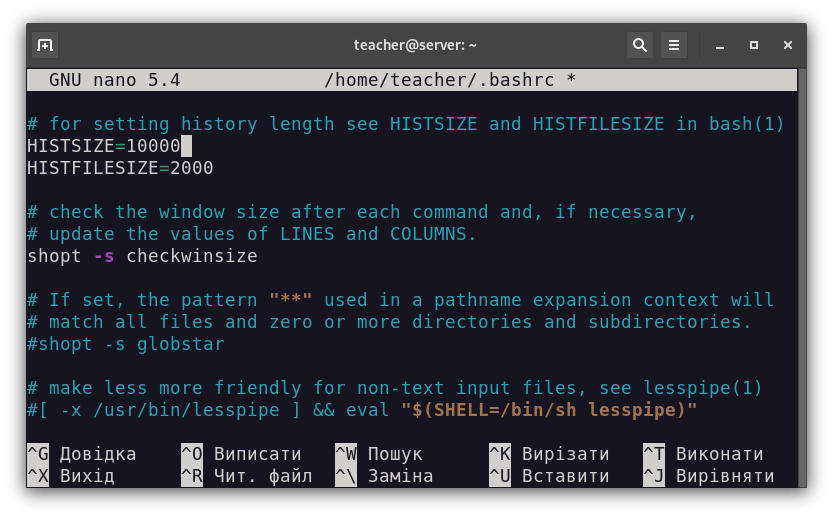 teacher@server: ~
GNU nano 5.4 /home/teacher/.bashrc *
# for setting history length see HISTSIZE and HISTFILESIZE in bash(1)
HISTSIZE=10000
HISTFILESIZE=2000
# check the window size after each command and, if necessary,
# update the values of LINES and COLUMNS.
shopt -s checkwinsize
# If set, the pattern "**" used in a pathname expansion context will
# match all files and zero or more directories and subdirectories.
#shopt -s globstar
# make less more friendly for non-text input files, see lesspipe(1)
#[ -x /usr/bin/lesspipe ] && eval "$(SHELL=/bin/sh lesspipe)"
^G Довідка ^O Виписати ^W Пошук ^K Вирізати ^T Виконати
^X Вихід ^R Чит. файл ^\ Заміна ^U Вставити ^J Вирівняти